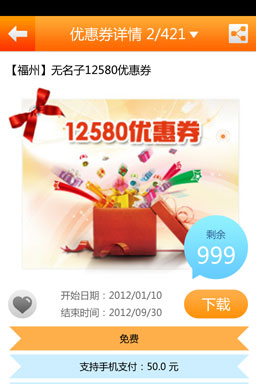 优惠券详情 2/421
【福州】无名子12580优惠券
12580优惠券
剩余
999
开始日期：2012/01/10
结束时间：2012/09/30
下载
免费
支持手机支付：50.0 元